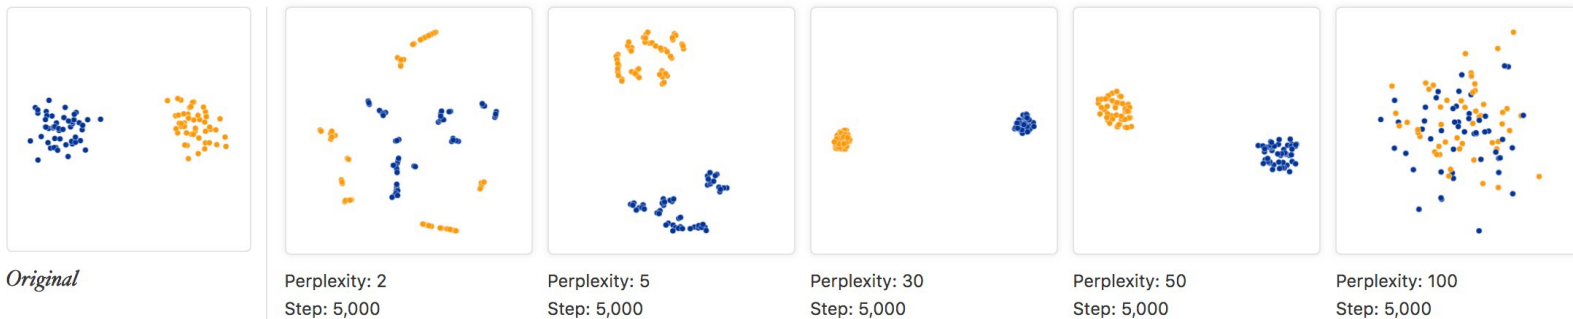 Original
Perplexity: 2
Step: 5,000
Perplexity: 5
Step: 5,000
Perplexity: 30
Step: 5,000
Perplexity: 50
Step: 5,000
Perplexity: 100
Step: 5,000